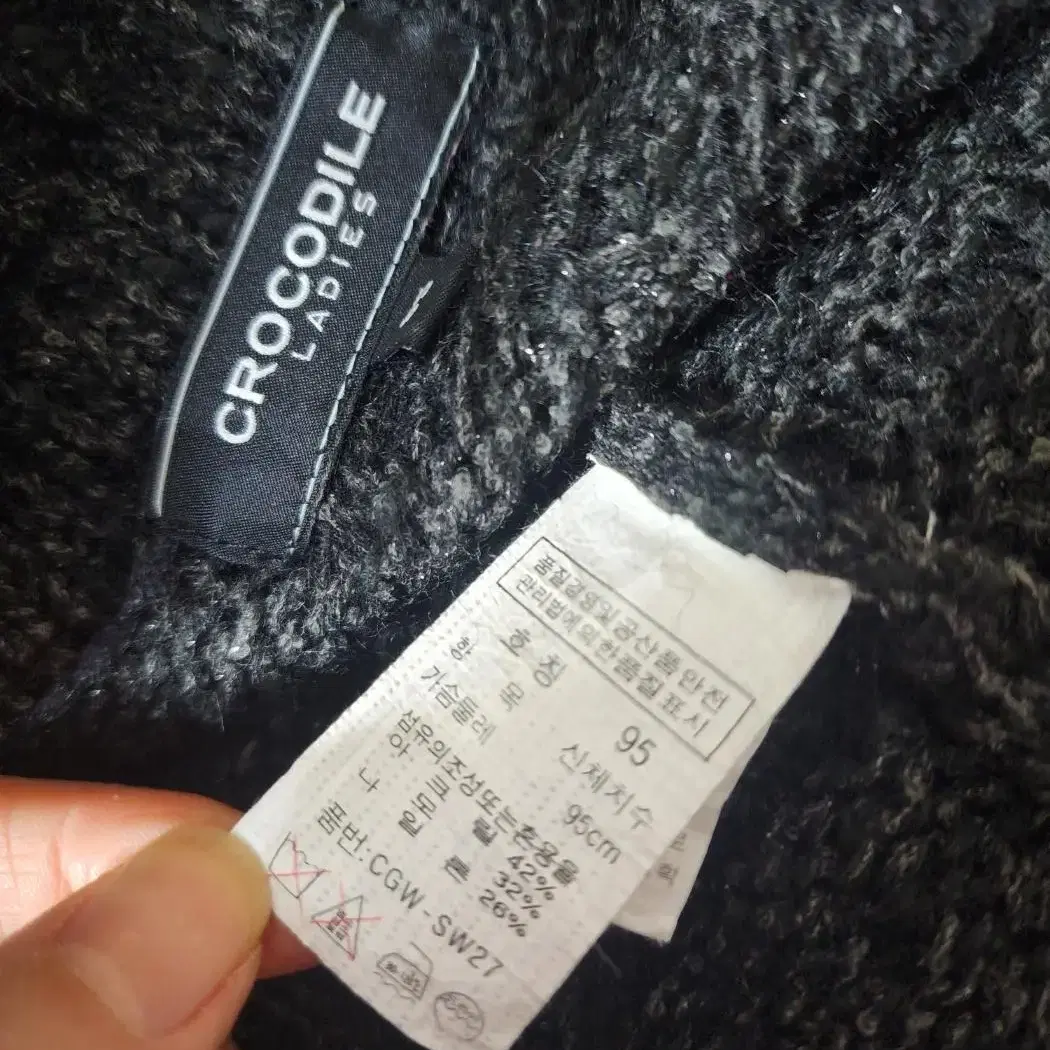 CROCODILE
LADIES
품질경영및공산품안전
관리법에의한품질표시
호 칭 95
항 목 신체치수
가슴둘레 95cm
섬유의조성또는혼용율
아 크 릴 42%
모 32%
나 일 론 26%
품번:CGW-SW27